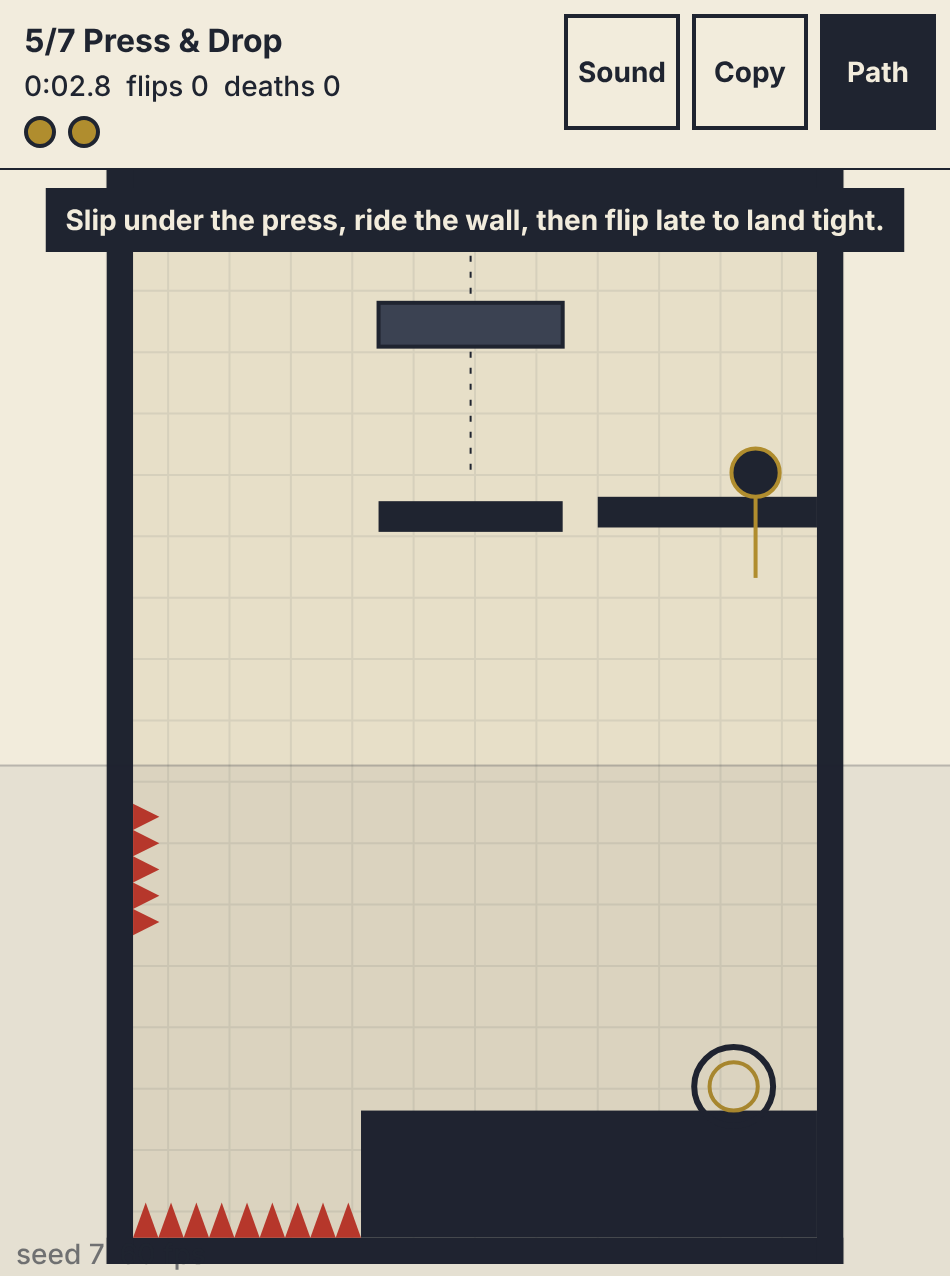 5/7 Press & Drop
0:02.8 flips 0 deaths 0
Sound
Copy
Path
Slip under the press, ride the wall, then flip late to land tight.
seed 7